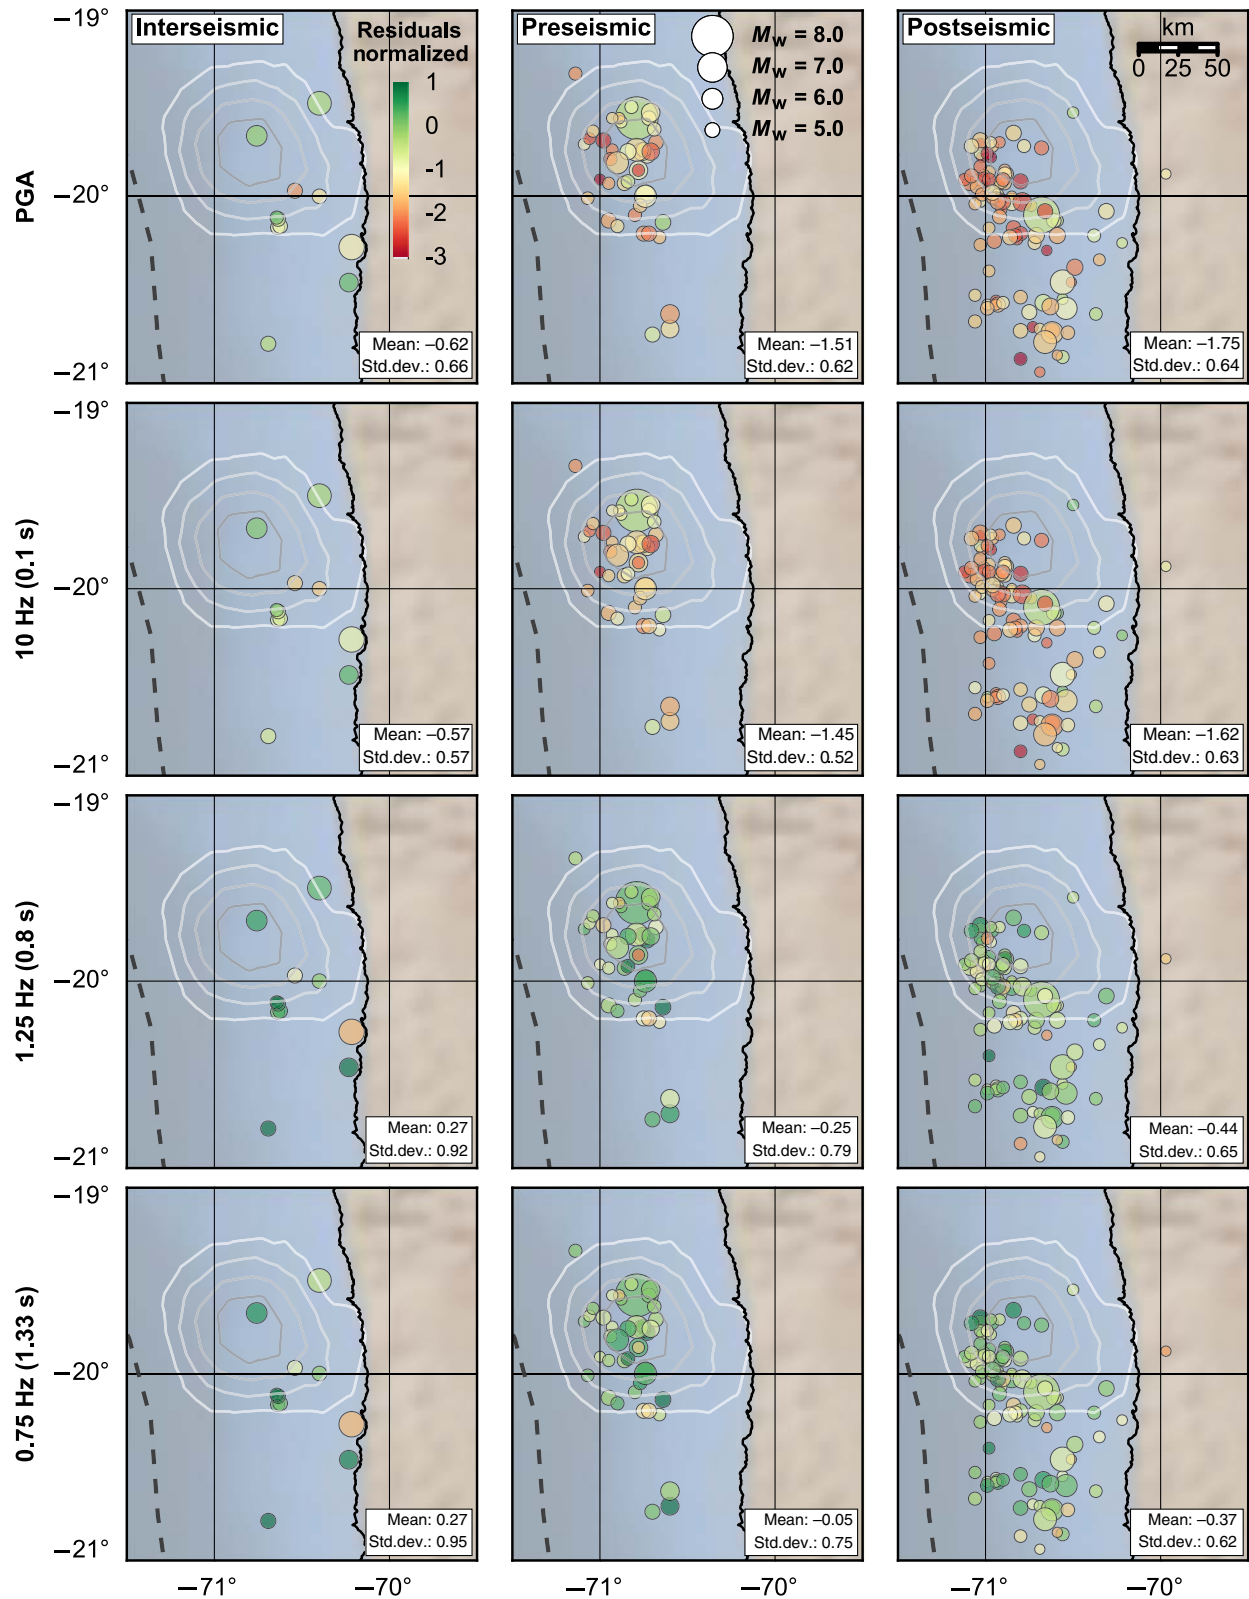 Interseismic
Residuals
normalized
1
0
-1
-2
-3
Mean: –0.62
Std.dev.: 0.66
Preseismic
Mw = 8.0
Mw = 7.0
Mw = 6.0
Mw = 5.0
Mean: –1.51
Std.dev.: 0.62
Postseismic
km
0 25 50
Mean: –1.75
Std.dev.: 0.64
–19°
–20°
–21°
PGA
–19°
–20°
–21°
10 Hz (0.1 s)
Mean: –0.57
Std.dev.: 0.57
Mean: –1.45
Std.dev.: 0.52
Mean: –1.62
Std.dev.: 0.63
–19°
–20°
–21°
1.25 Hz (0.8 s)
Mean: 0.27
Std.dev.: 0.92
Mean: –0.25
Std.dev.: 0.79
Mean: –0.44
Std.dev.: 0.65
–19°
–20°
–21°
0.75 Hz (1.33 s)
Mean: 0.27
Std.dev.: 0.95
Mean: –0.05
Std.dev.: 0.75
Mean: –0.37
Std.dev.: 0.62
–71° –70° –71° –70° –71° –70°